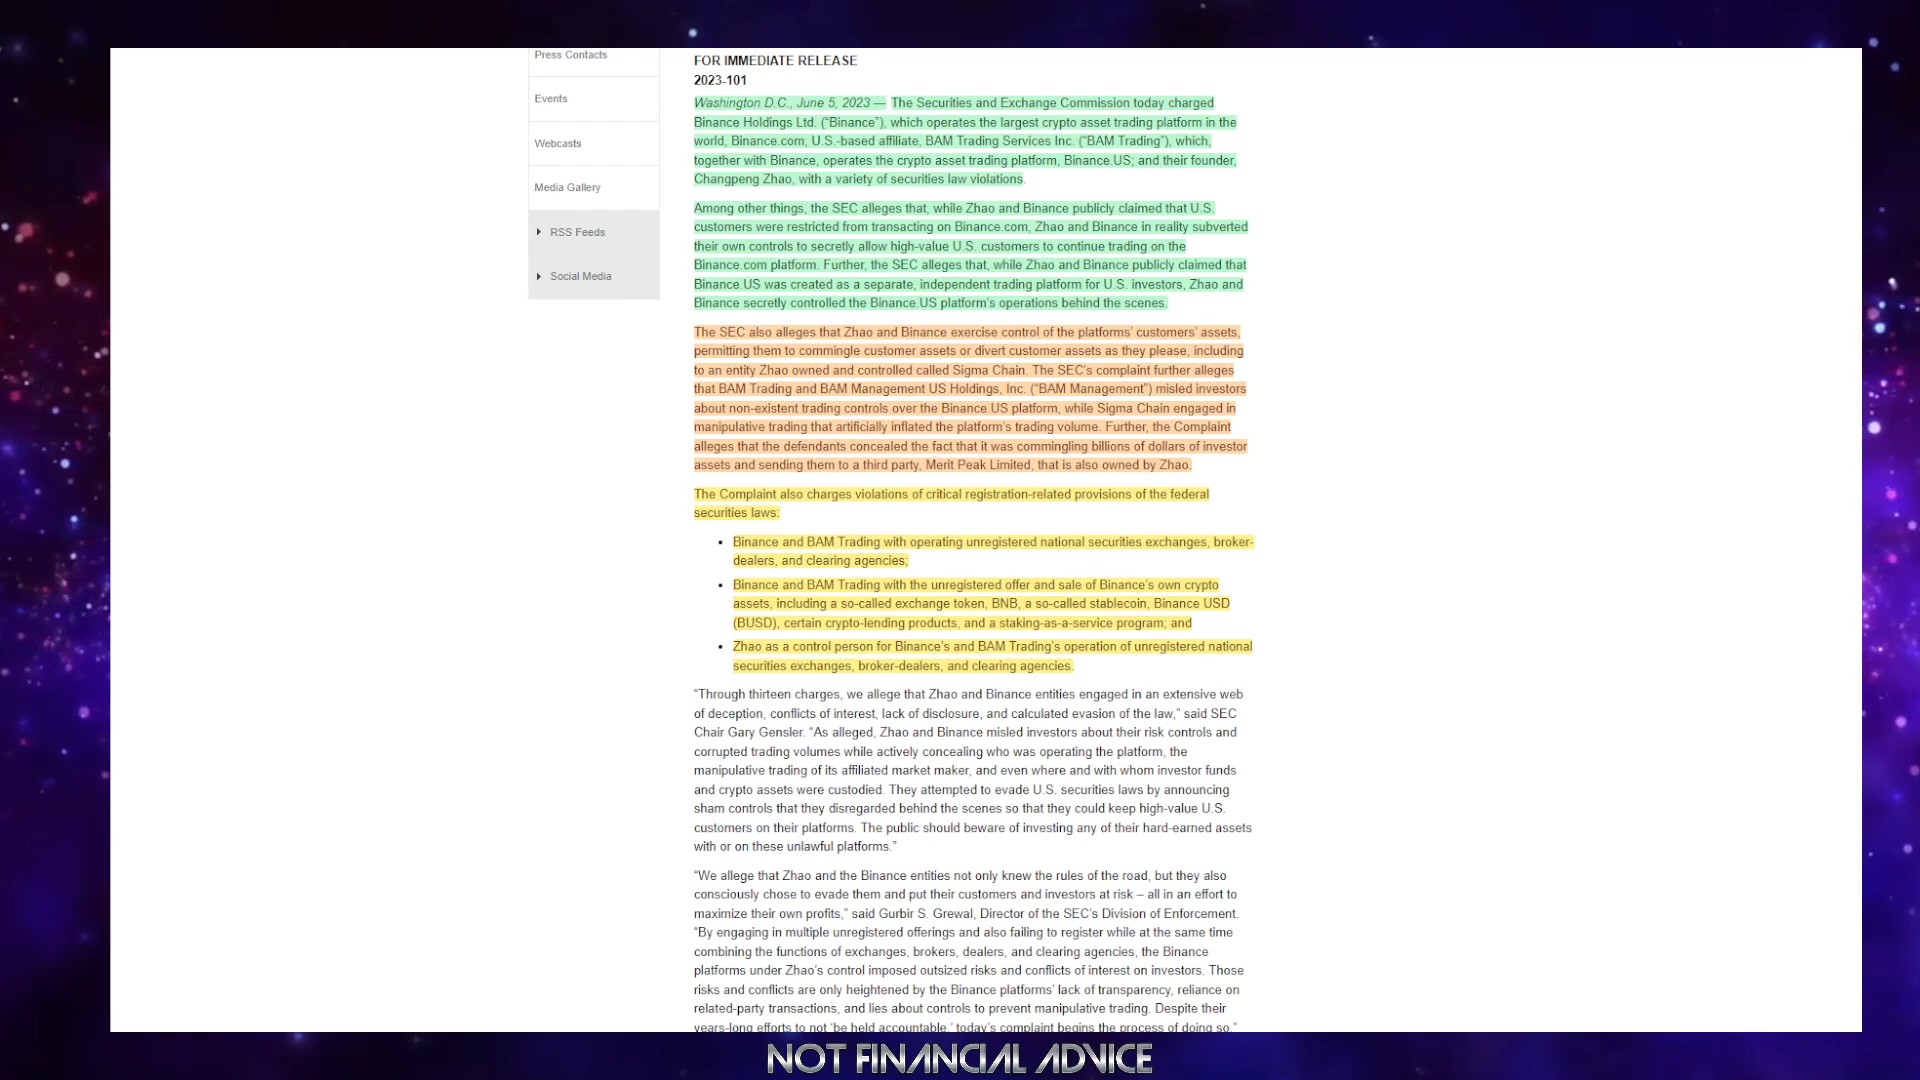 Press Contacts
Events
Webcasts
Media Gallery
RSS Feeds
Social Media
FOR IMMEDIATE RELEASE
2023-101
Washington D.C., June 5, 2023 — The Securities and Exchange Commission today charged
Binance Holdings Ltd. (“Binance”), which operates the largest crypto asset trading platform in the
world, Binance.com; U.S.-based affiliate, BAM Trading Services Inc. (“BAM Trading”), which,
together with Binance, operates the crypto asset trading platform, Binance.US; and their founder,
Changpeng Zhao, with a variety of securities law violations.
Among other things, the SEC alleges that, while Zhao and Binance publicly claimed that U.S.
customers were restricted from transacting on Binance.com, Zhao and Binance in reality subverted
their own controls to secretly allow high-value U.S. customers to continue trading on the
Binance.com platform. Further, the SEC alleges that, while Zhao and Binance publicly claimed that
Binance.US was created as a separate, independent trading platform for U.S. investors, Zhao and
Binance secretly controlled the Binance.US platform’s operations behind the scenes.
The SEC also alleges that Zhao and Binance exercise control of the platforms’ customers’ assets,
permitting them to commingle customer assets or divert customer assets as they please, including
to an entity Zhao owned and controlled called Sigma Chain. The SEC’s complaint further alleges
that BAM Trading and BAM Management US Holdings, Inc. (“BAM Management”) misled investors
about non-existent trading controls over the Binance.US platform, while Sigma Chain engaged in
manipulative trading that artificially inflated the platform’s trading volume. Further, the Complaint
alleges that the defendants concealed the fact that it was commingling billions of dollars of investor
assets and sending them to a third party, Merit Peak Limited, that is also owned by Zhao.
The Complaint also charges violations of critical registration-related provisions of the federal
securities laws:
• Binance and BAM Trading with operating unregistered national securities exchanges, broker-
dealers, and clearing agencies;
• Binance and BAM Trading with the unregistered offer and sale of Binance’s own crypto
assets, including a so-called exchange token, BNB, a so-called stablecoin, Binance USD
(BUSD), certain crypto-lending products, and a staking-as-a-service program; and
• Zhao as a control person for Binance’s and BAM Trading’s operation of unregistered national
securities exchanges, broker-dealers, and clearing agencies.
“Through thirteen charges, we allege that Zhao and Binance entities engaged in an extensive web
of deception, conflicts of interest, lack of disclosure, and calculated evasion of the law,” said SEC
Chair Gary Gensler. “As alleged, Zhao and Binance misled investors about their risk controls and
corrupted trading volumes while actively concealing who was operating the platform, the
manipulative trading of its affiliated market maker, and even where and with whom investor funds
and crypto assets were custodied. They attempted to evade U.S. securities laws by announcing
sham controls that they disregarded behind the scenes so that they could keep high-value U.S.
customers on their platforms. The public should beware of investing any of their hard-earned assets
with or on these unlawful platforms.”
“We allege that Zhao and the Binance entities not only knew the rules of the road, but they also
consciously chose to evade them and put their customers and investors at risk – all in an effort to
maximize their own profits,” said Gurbir S. Grewal, Director of the SEC’s Division of Enforcement.
“By engaging in multiple unregistered offerings and also failing to register while at the same time
combining the functions of exchanges, brokers, dealers, and clearing agencies, the Binance
platforms under Zhao’s control imposed outsized risks and conflicts of interest on investors. Those
risks and conflicts are only heightened by the Binance platforms’ lack of transparency, reliance on
related-party transactions, and lies about controls to prevent manipulative trading. Despite their
years-long efforts to not ‘be held accountable,’ today’s complaint begins the process of doing so.”
NOT FINANCIAL ADVICE